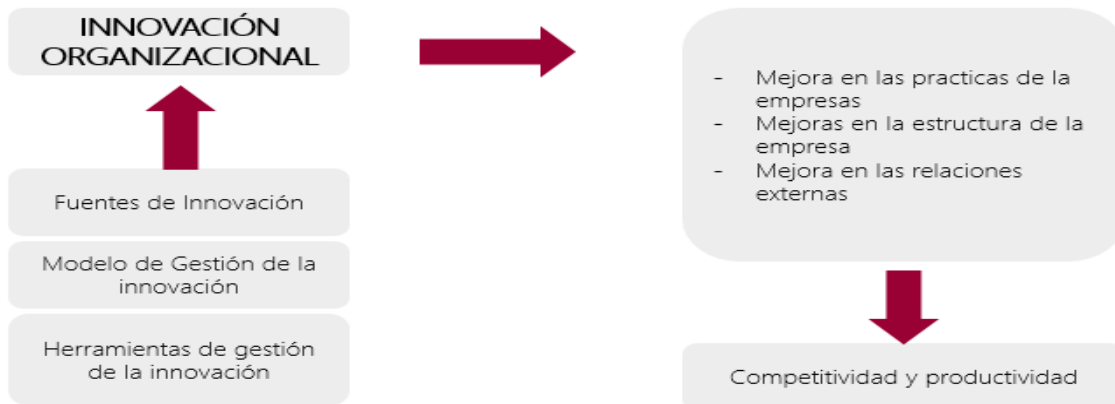 INNOVACIÓN
ORGANIZACIONAL
Fuentes de Innovación
Modelo de Gestión de la
innovación
Herramientas de gestión
de la innovación
- Mejora en las practicas de la
empresas
- Mejoras en la estructura de la
empresa
- Mejora en las relaciones
externas
Competitividad y productividad